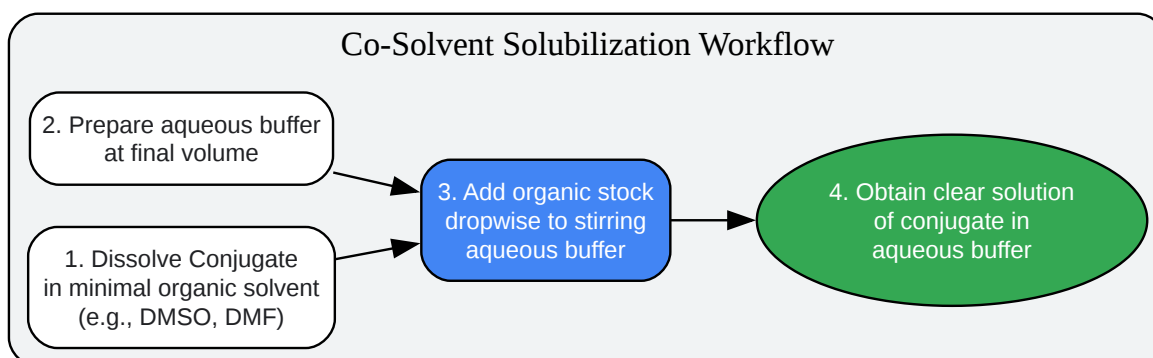 Co-Solvent Solubilization Workflow
2. Prepare aqueous buffer
at final volume
1. Dissolve Conjugate
in minimal organic solvent
(e.g., DMSO, DMF)
3. Add organic stock
dropwise to stirring
aqueous buffer
4. Obtain clear solution
of conjugate in
aqueous buffer